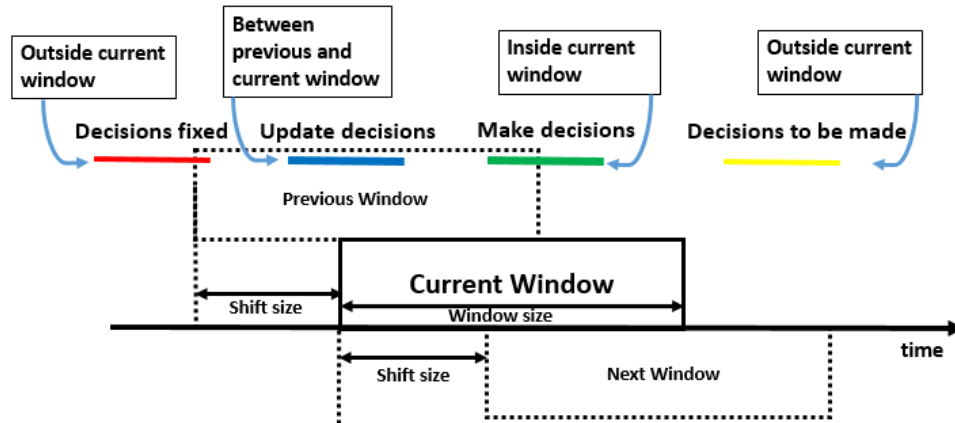 Outside current
window
Between
previous and
current window
Inside current
window
Outside current
window
Decisions fixed
Update decisions
Make decisions
Decisions to be made
Previous Window
Current Window
Shift size
Window size
time
Shift size
Next Window